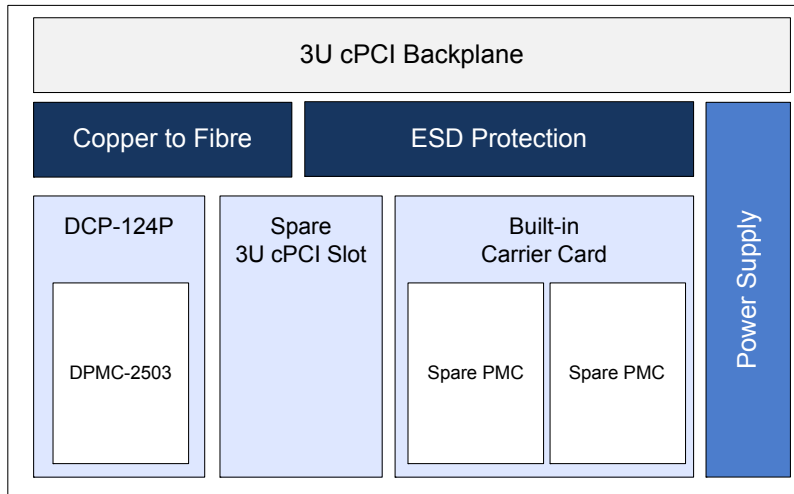 3U cPCI Backplane
Copper to Fibre
ESD Protection
Power Supply
DCP-124P
Spare
3U cPCI Slot
Built-in
Carrier Card
DPMC-2503
Spare PMC
Spare PMC